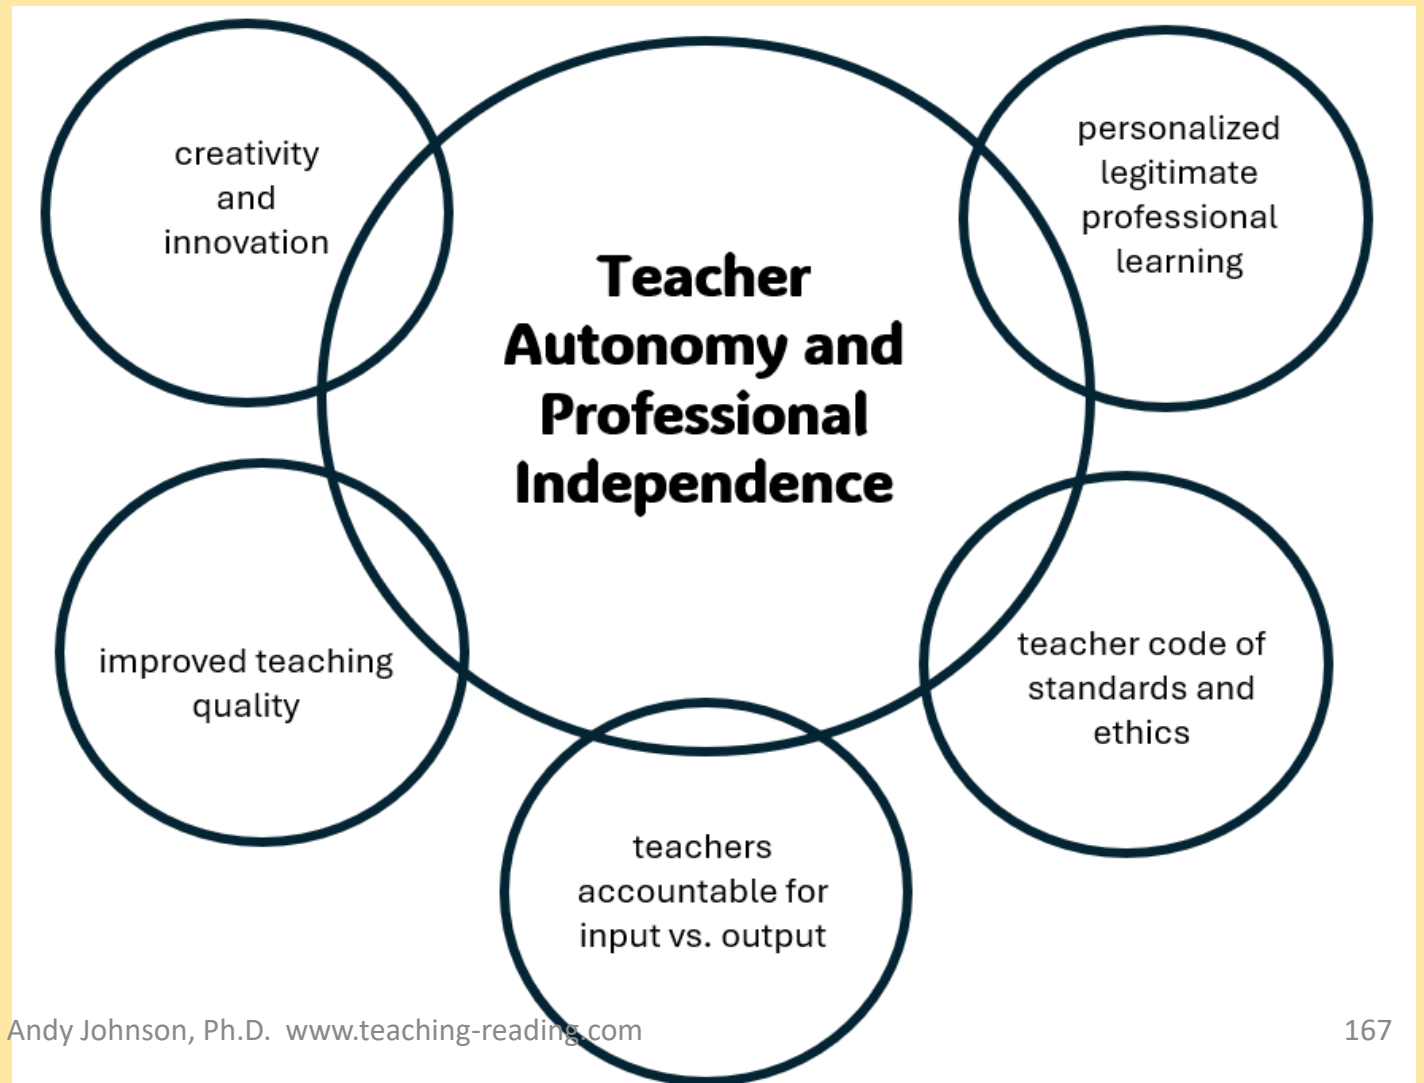 creativity
and
innovation
personalized
legitimate
professional
learning
Teacher
Autonomy and
Professional
Independence
improved teaching
quality
teacher code of
standards and
ethics
teachers
accountable for
input vs. output
Andy Johnson, Ph.D.  www.teaching-reading.com
167